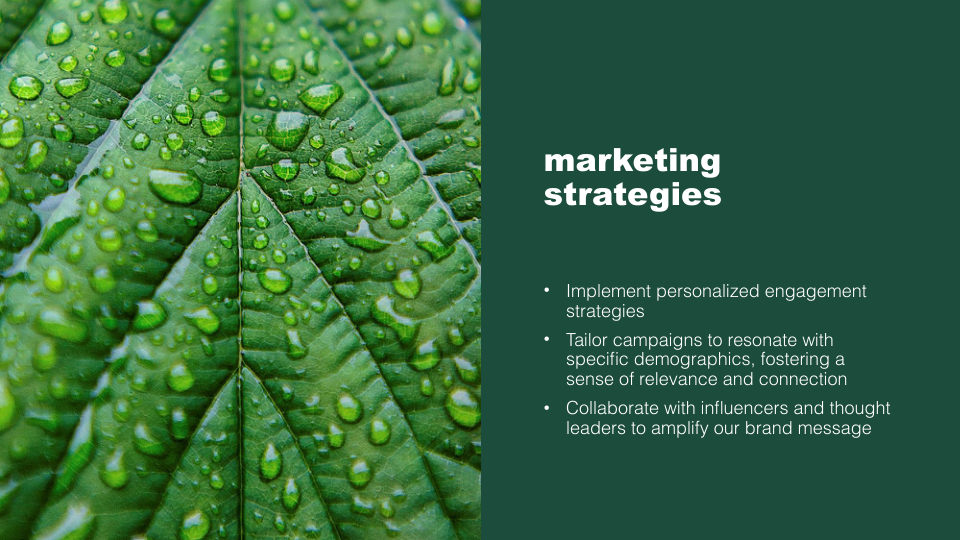 marketing
strategies
• Implement personalized engagement
strategies
• Tailor campaigns to resonate with
specific demographics, fostering a
sense of relevance and connection
• Collaborate with influencers and thought
leaders to amplify our brand message